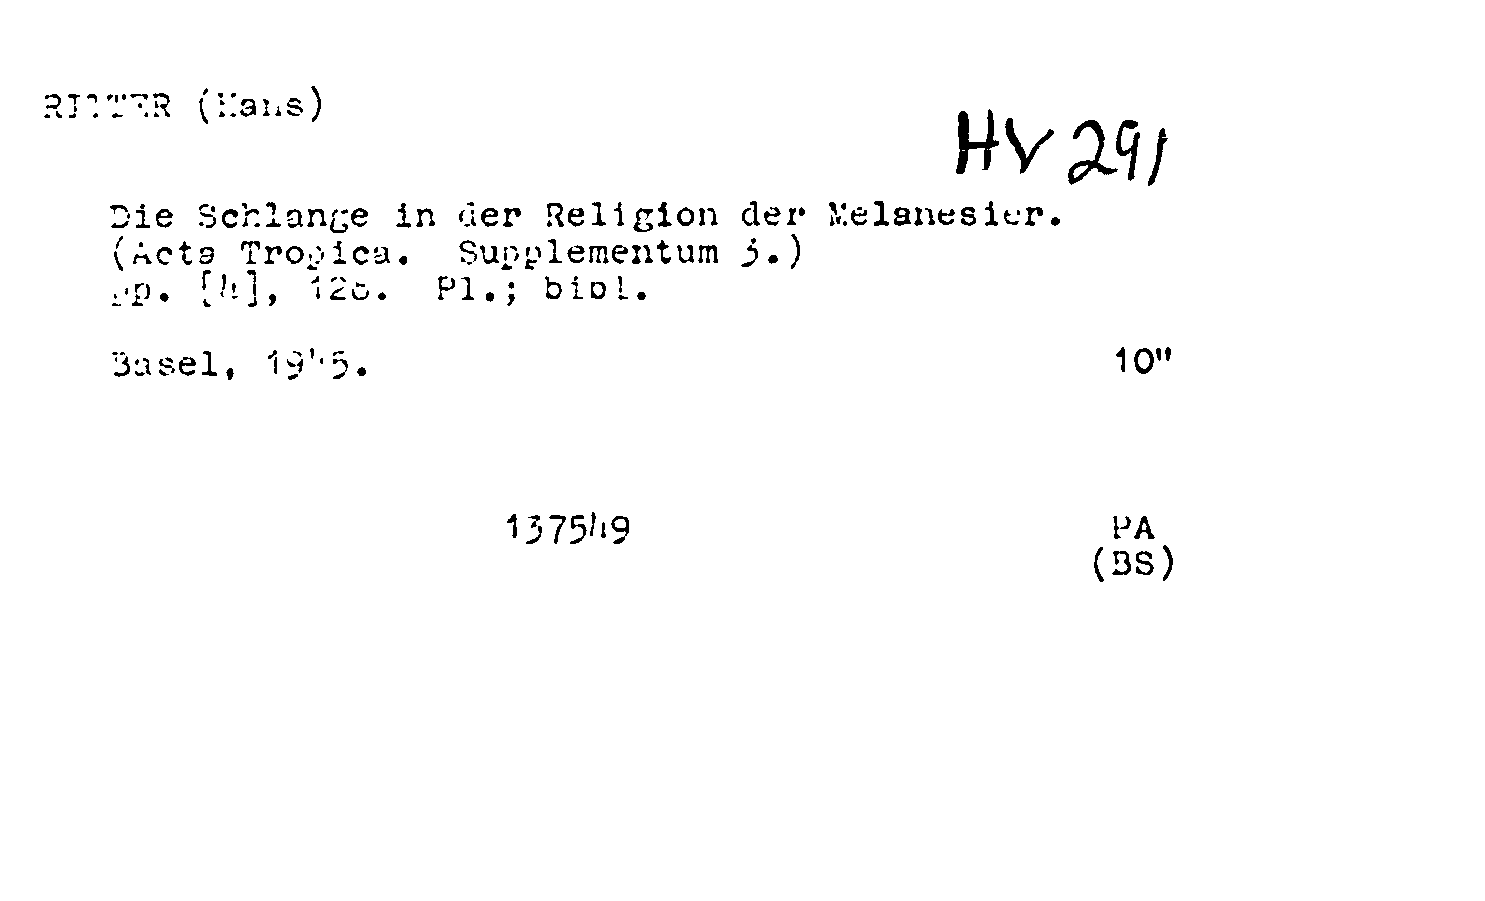 RITTER (Hans)
HV 291
Die Schlange in der Religion der Melanesier.
(Acta Tropica. Supplementum 3.)
pp. [4], 128. Pl.; bibl.
Basel, 1945. 10"
137549 PA
(BS)